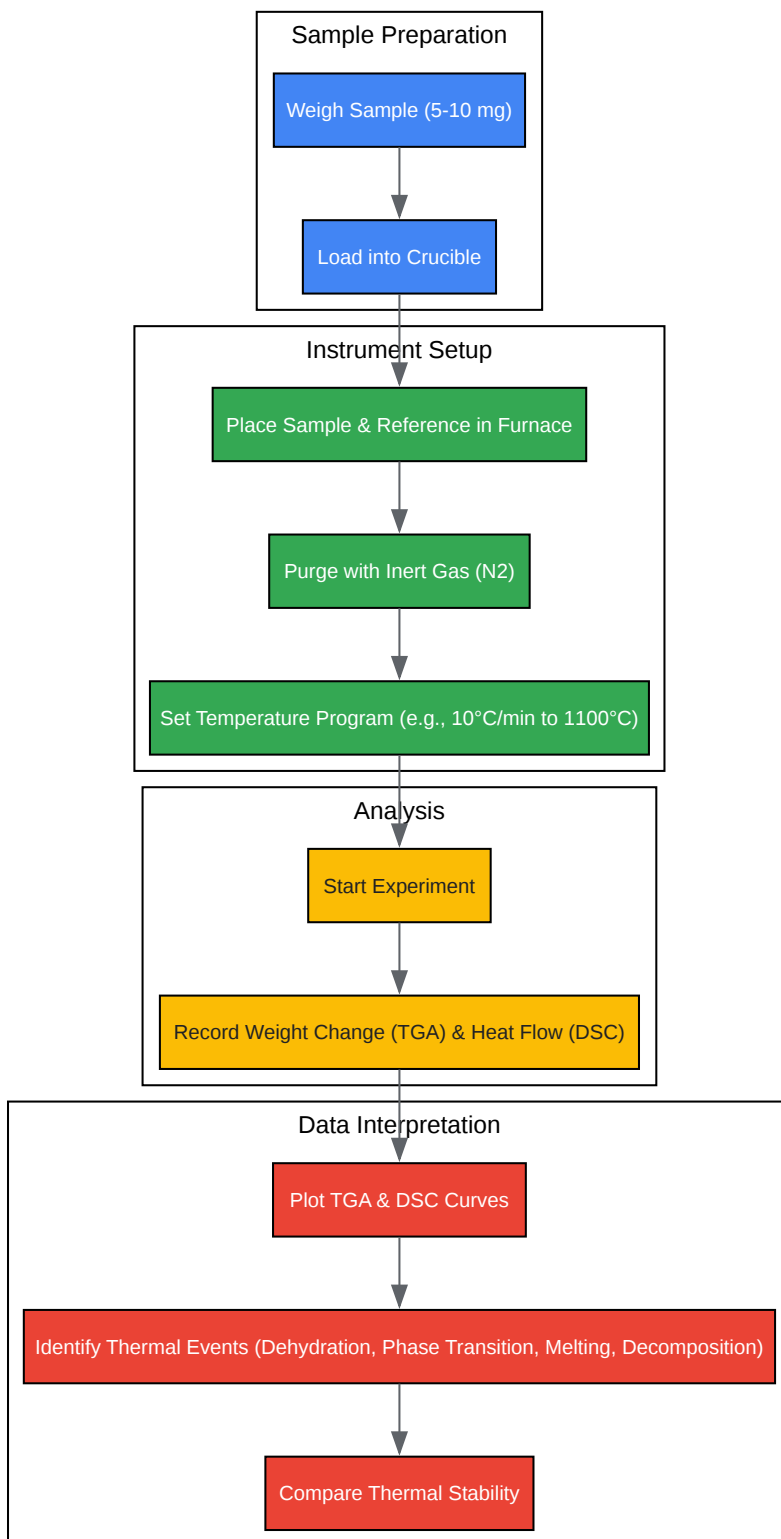 Sample Preparation
Weigh Sample (5-10 mg)
Load into Crucible
Instrument Setup
Place Sample & Reference in Furnace
Purge with Inert Gas (N2)
Set Temperature Program (e.g., 10°C/min to 1100°C)
Analysis
Start Experiment
Record Weight Change (TGA) & Heat Flow (DSC)
Data Interpretation
Plot TGA & DSC Curves
Identify Thermal Events (Dehydration, Phase Transition, Melting, Decomposition)
Compare Thermal Stability